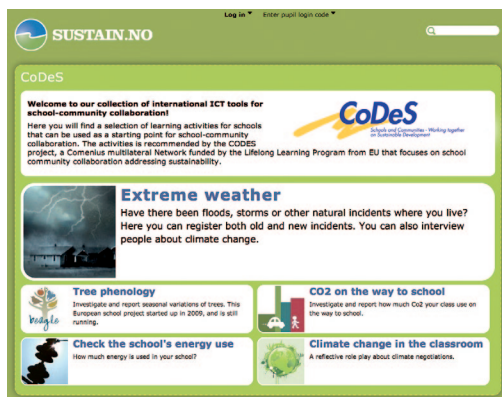 Log in Enter pupil login code
SUSTAIN.NO
CoDeS
Welcome to our collection of international ICT tools for
school-community collaboration!
Here you will find a selection of learning activities for schools
that can be used as a starting point for school-community
collaboration. The activities is recommended by the CODES
project, a Comenius multilateral Network funded by the Lifelong Learning Program from EU that focuses on school
community collaboration addressing sustainability.
CoDeS
Schools and Communities - Working together
on Sustainable Development
Extreme weather
Have there been floods, storms or other natural incidents where you live?
Here you can register both old and new incidents. You can also interview
people about climate change.
Tree phenology
Investigate and report seasonal variations of trees. This
European school project started up in 2009, and is still
running.
beagle
CO2 on the way to school
Investigate and report how much Co2 your class use on
the way to school.
Check the school's energy use
How much energy is used in your school?
Climate change in the classroom
A reflective role play about climate negotiations.